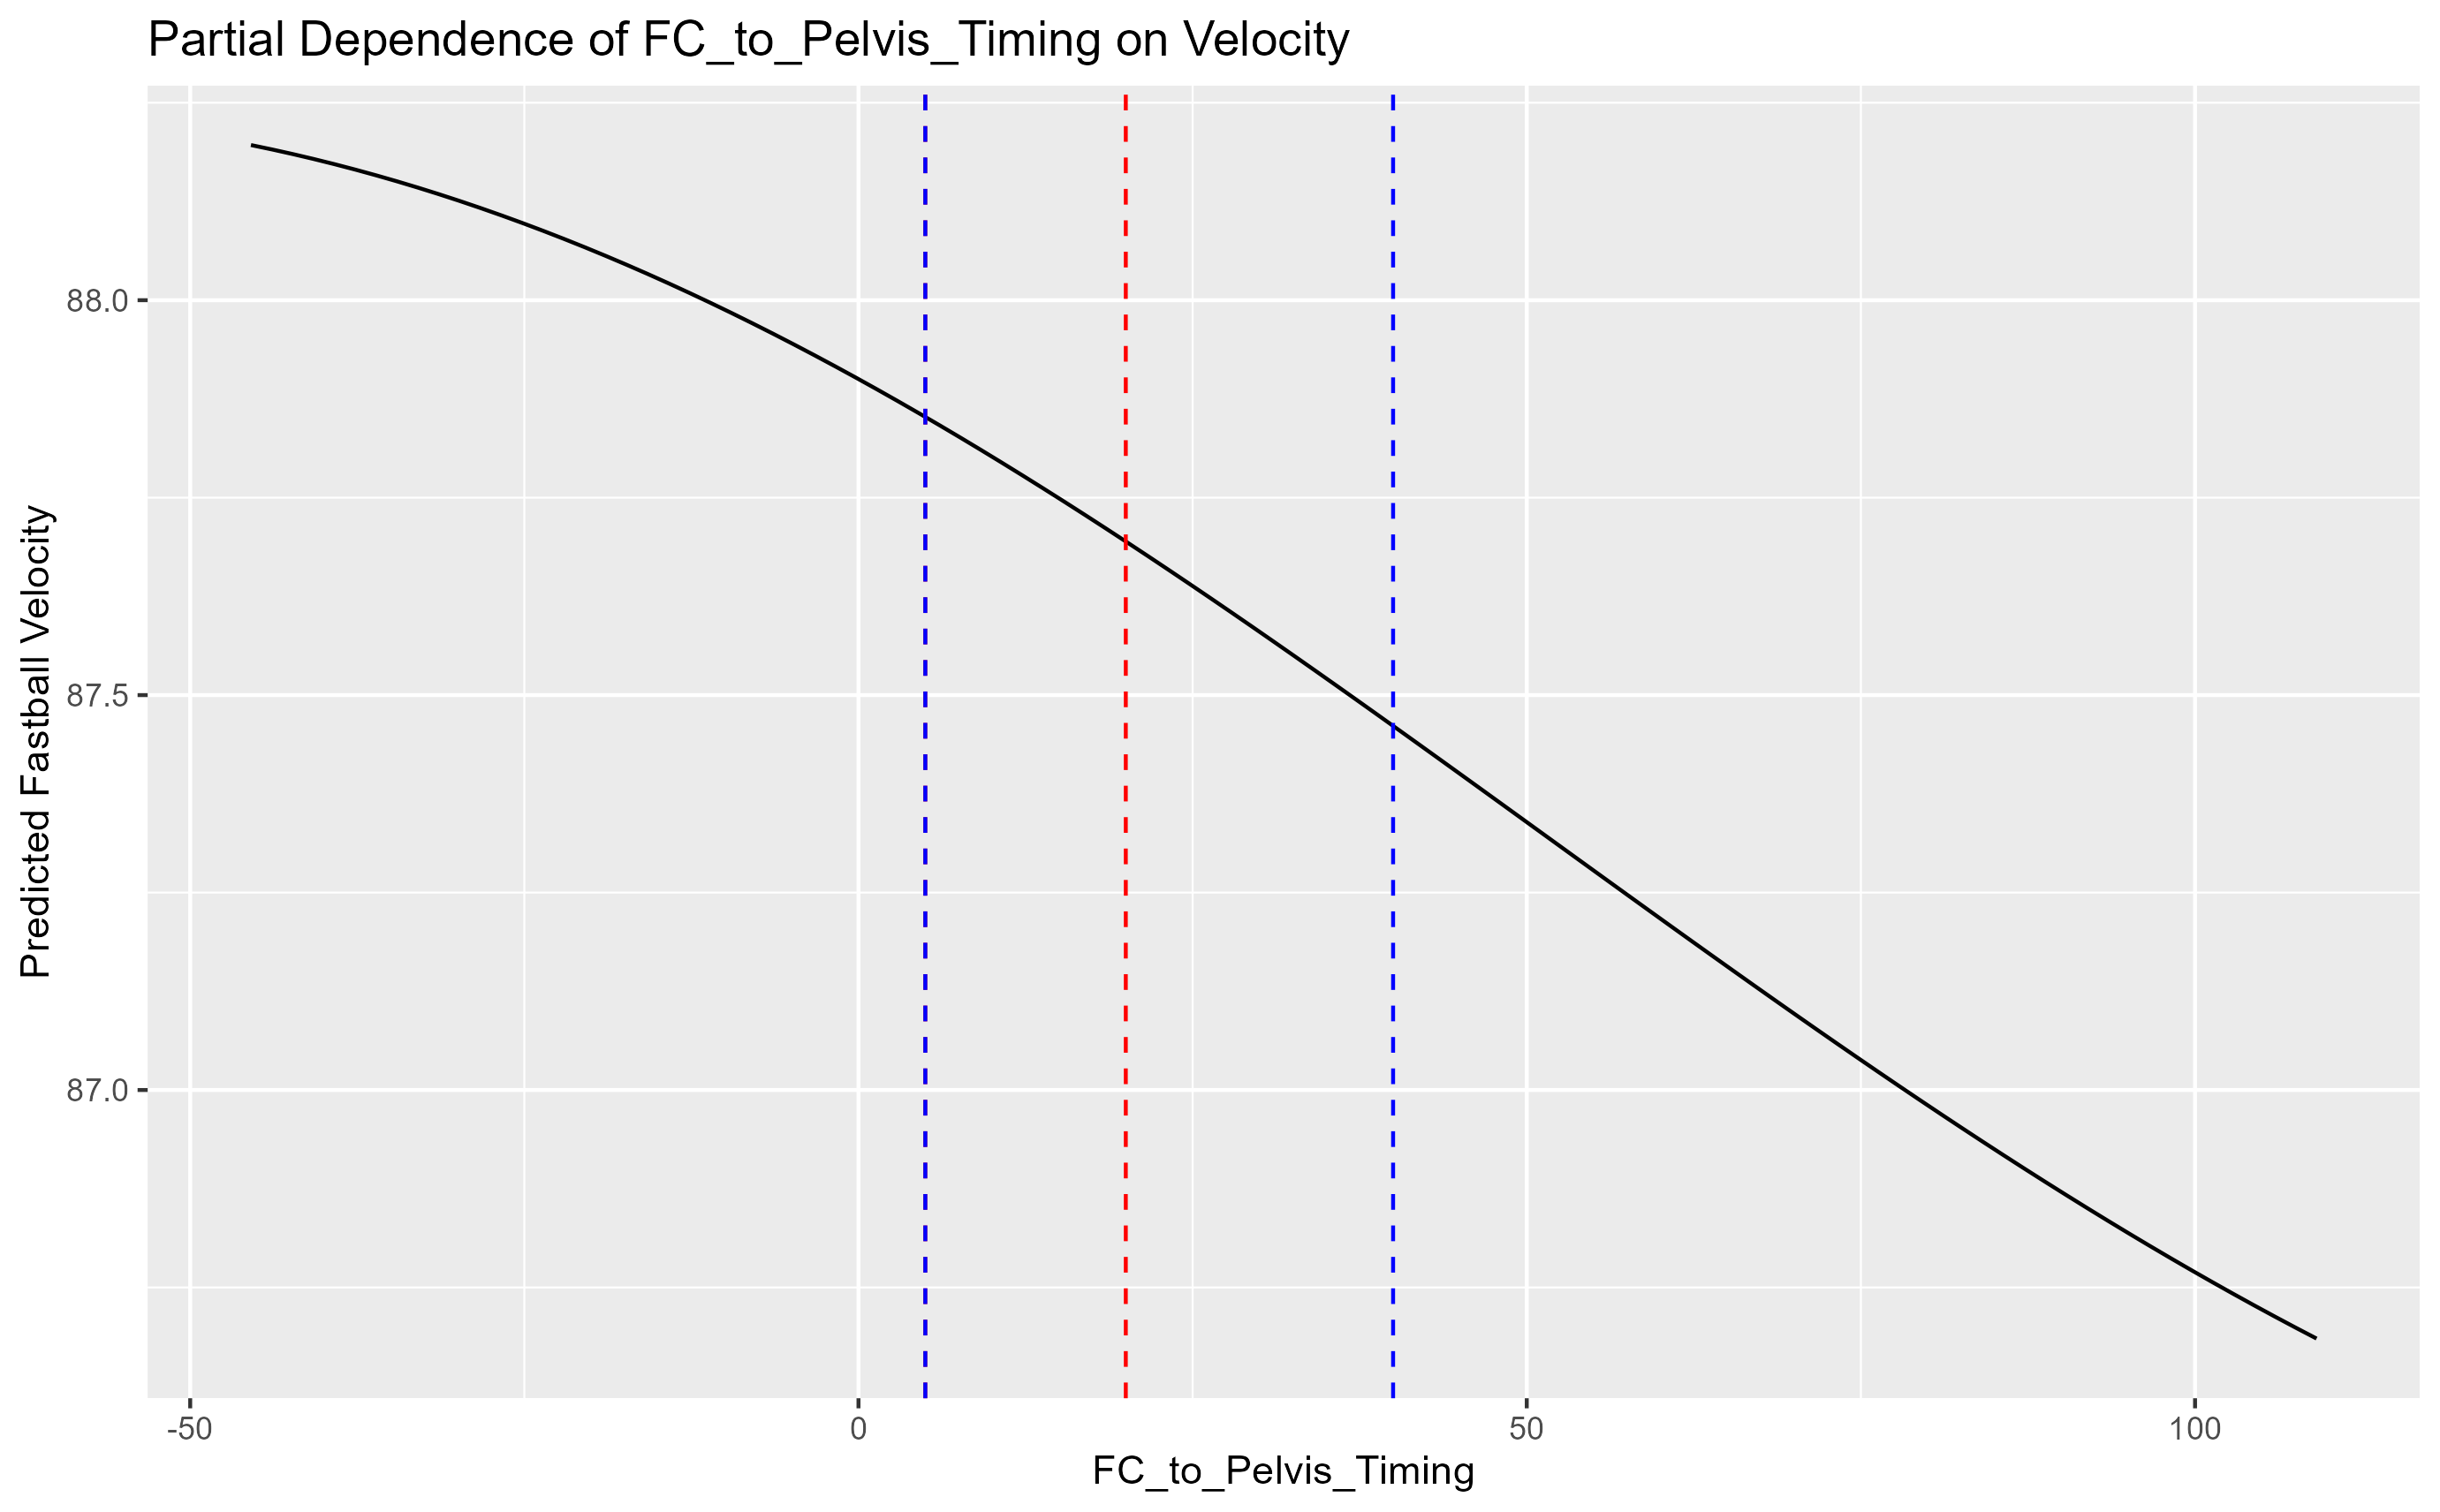 Partial Dependence of FC_to_Pelvis_Timing on Velocity
Predicted Fastball Velocity
88.0
87.5
87.0
-50 0 50 100
FC_to_Pelvis_Timing